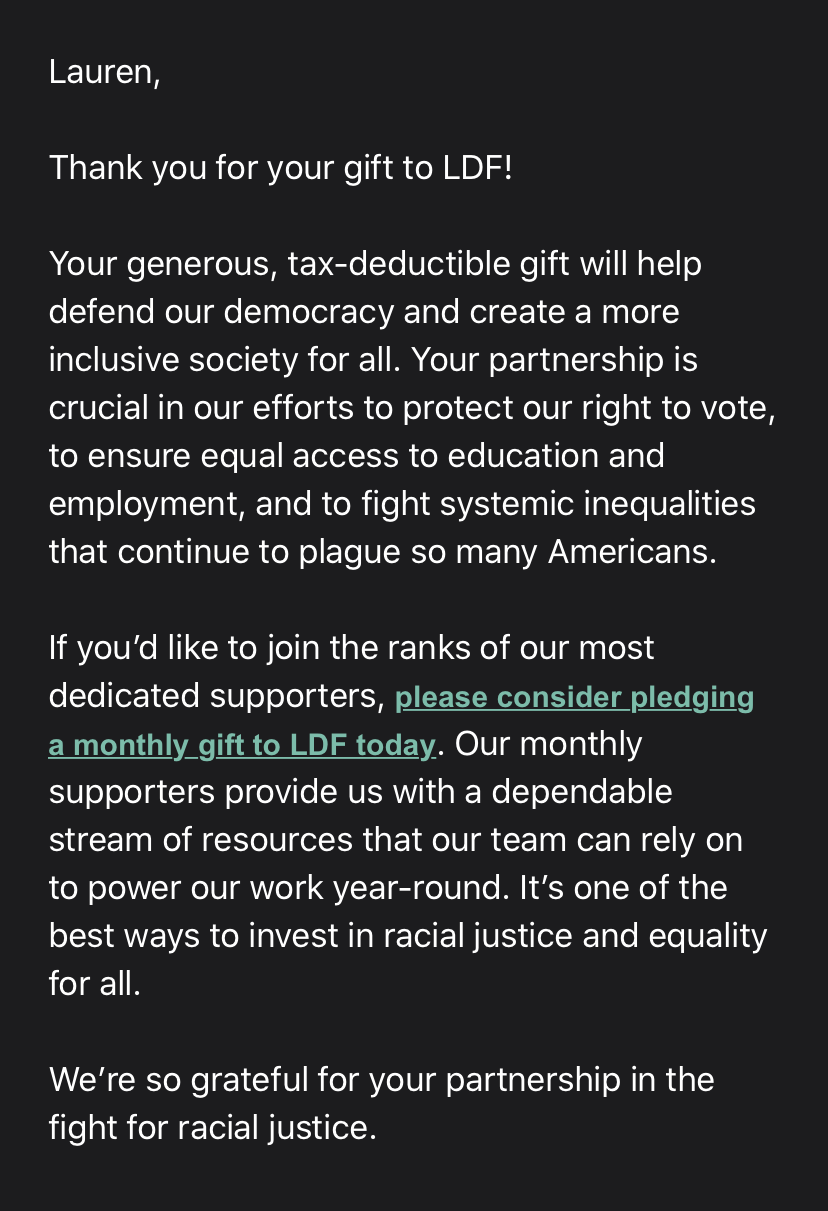 Lauren,
Thank you for your gift to LDF!
Your generous, tax-deductible gift will help
defend our democracy and create a more
inclusive society for all. Your partnership is
crucial in our efforts to protect our right to vote,
to ensure equal access to education and
employment, and to fight systemic inequalities
that continue to plague so many Americans.
If you’d like to join the ranks of our most
dedicated supporters, please consider pledging
a monthly gift to LDF today. Our monthly
supporters provide us with a dependable
stream of resources that our team can rely on
to power our work year-round. It’s one of the
best ways to invest in racial justice and equality
for all.
We’re so grateful for your partnership in the
fight for racial justice.